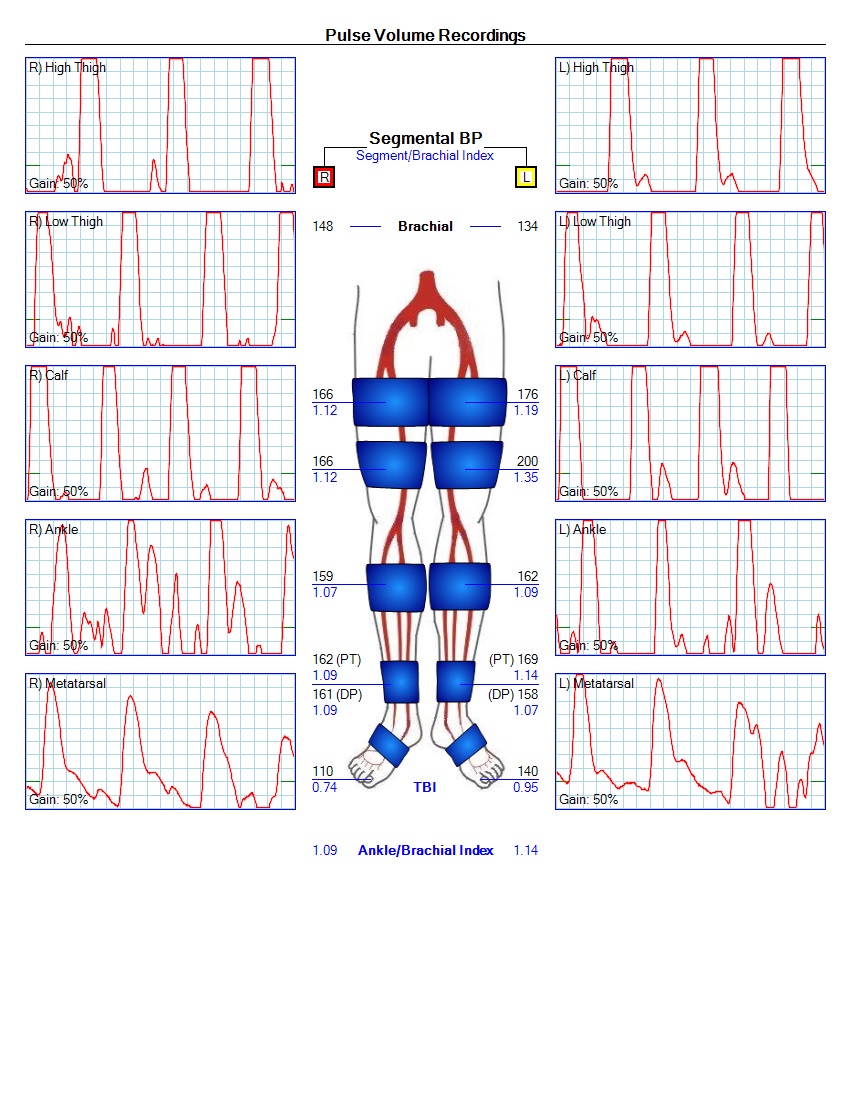 Pulse Volume Recordings
R) High Thigh
Gain: 50%
L) High Thigh
Gain: 50%
Segmental BP
Segment/Brachial Index
R
L
148 Brachial 134
R) Low Thigh
Gain: 50%
L) Low Thigh
Gain: 50%
R) Calf
Gain: 50%
L) Calf
Gain: 50%
166 176
1.12 1.19
166 200
1.12 1.35
R) Ankle
Gain: 50%
L) Ankle
Gain: 50%
159 162
1.07 1.09
162 (PT) (PT) 169
1.09 1.14
161 (DP) (DP) 158
1.09 1.07
R) Metatarsal
Gain: 50%
L) Metatarsal
Gain: 50%
110 140
0.74 TBI 0.95
1.09 Ankle/Brachial Index 1.14